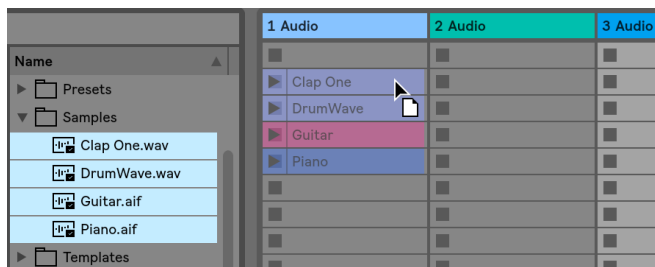 1 Audio
2 Audio
3 Audio
Name
Presets
Clap One
Samples
DrumWave
Clap One.wav
Guitar
DrumWave.wav
Piano
Guitar.aif
Piano.aif
Templates